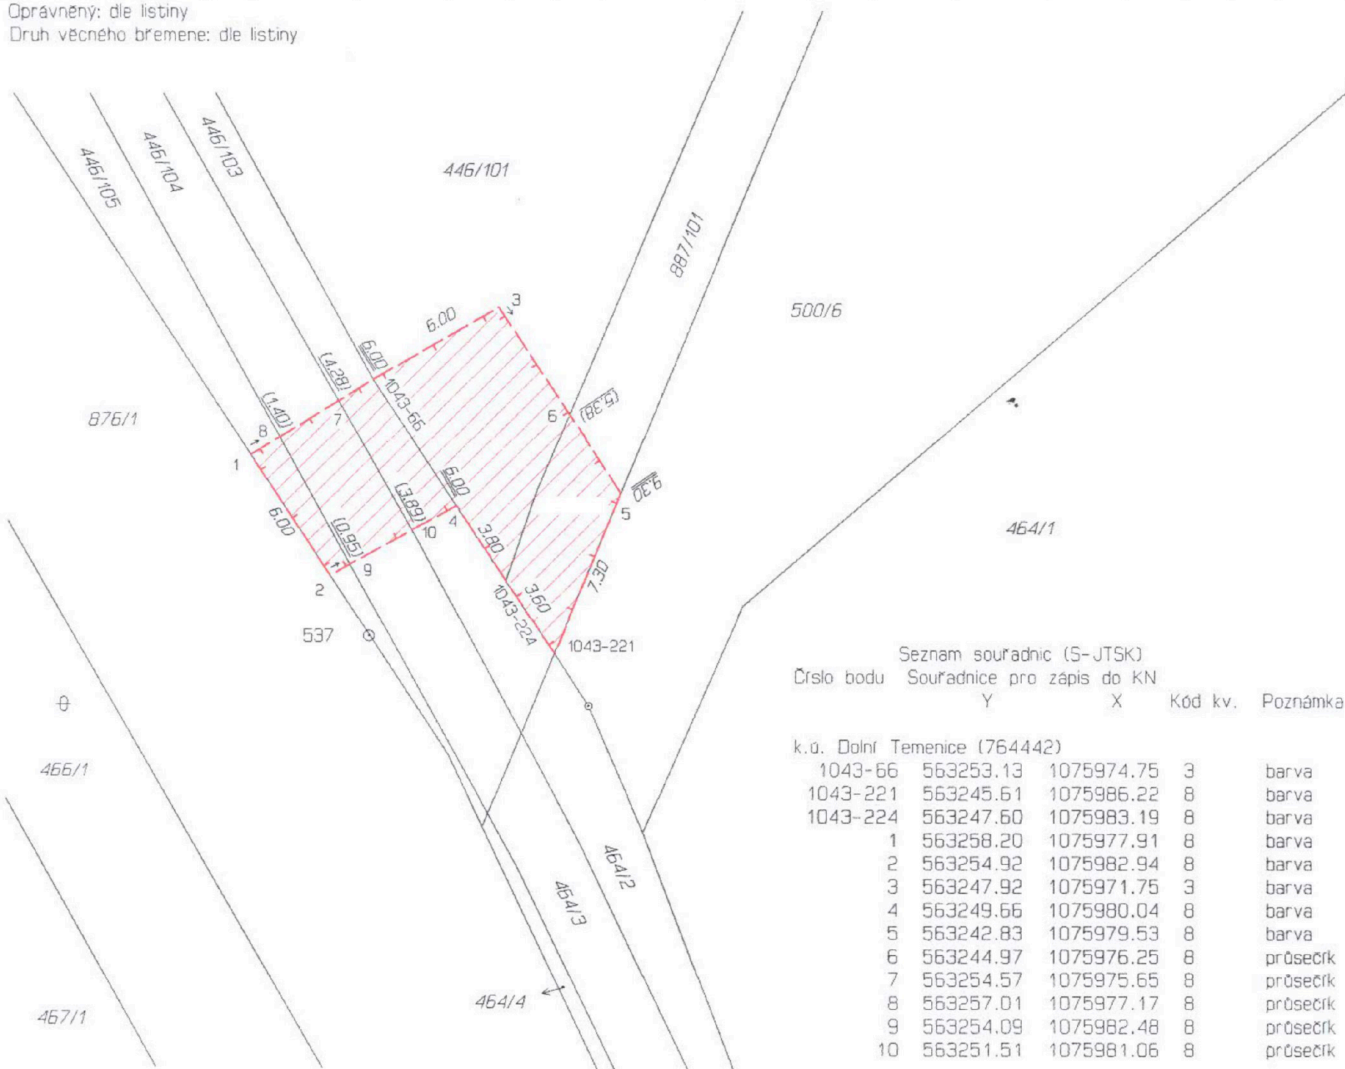 Oprávněný: dle listiny
Druh věcného břemene: dle listiny
446/105
446/104
446/103
446/101
887/101
500/6
876/1
464/1
3
6.00
6.00
1043-66
(4.28)
7
(1.40)
8
1
6.00
2
(0.95)
9
(3.89)
10
6.00
4
3.80
3.60
1043-224
1043-221
7.30
5
9.30
(5.38)
6
537
466/1
467/1
464/2
464/3
464/4
Seznam souřadnic (S-JTSK)
Číslo bodu Souřadnice pro zápis do KN
Y X Kód kv. Poznámka
k.ú. Dolní Temenice (764442)
1043-66 563253.13 1075974.75 3 barva
1043-221 563245.61 1075986.22 8 barva
1043-224 563247.60 1075983.19 8 barva
1 563258.20 1075977.91 8 barva
2 563254.92 1075982.94 8 barva
3 563247.92 1075971.75 3 barva
4 563249.66 1075980.04 8 barva
5 563242.83 1075979.53 8 barva
6 563244.97 1075976.25 8 průsečík
7 563254.57 1075975.65 8 průsečík
8 563257.01 1075977.17 8 průsečík
9 563254.09 1075982.48 8 průsečík
10 563251.51 1075981.06 8 průsečík